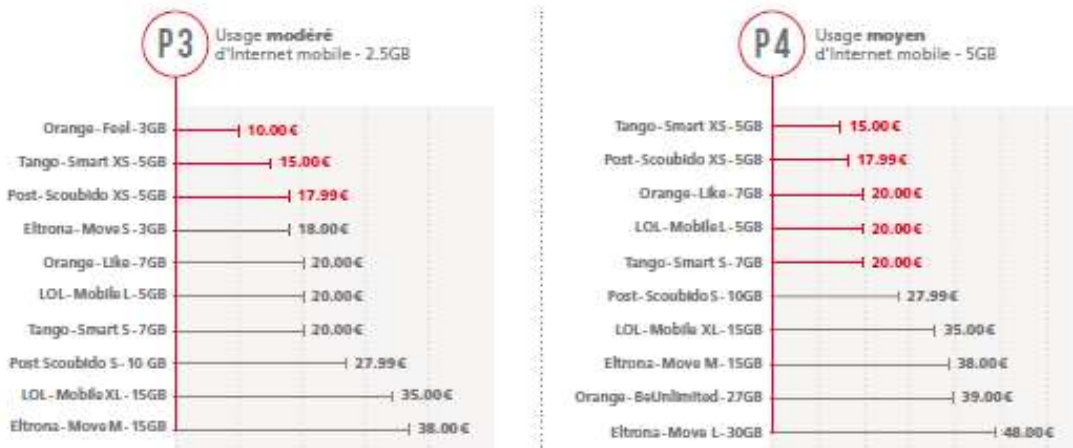 P3
Usage modéré
d'Internet mobile - 2.5GB
Orange - Feel - 3GB 10.00€
Tango - Smart XS - 5GB 15.00€
Post - Scoubido XS - 5GB 17.99€
Eltrona - Move S - 3GB 18.00€
Orange - Like - 7GB 20.00€
LOL - Mobile L - 5GB 20.00€
Tango - Smart S - 7GB 20.00€
Post Scoubido S - 10 GB 27.99€
LOL - Mobile XL - 15GB 35.00€
Eltrona - Move M - 15GB 38.00€
P4
Usage moyen
d'Internet mobile - 5GB
Tango - Smart XS - 5GB 15.00€
Post - Scoubido XS - 5GB 17.99€
Orange - Like - 7GB 20.00€
LOL - Mobile L - 5GB 20.00€
Tango - Smart S - 7GB 20.00€
Post - Scoubido S - 10GB 27.99€
LOL - Mobile XL - 15GB 35.00€
Eltrona - Move M - 15GB 38.00€
Orange - BeUnlimited - 27GB 39.00€
Eltrona - Move L - 30GB 48.00€